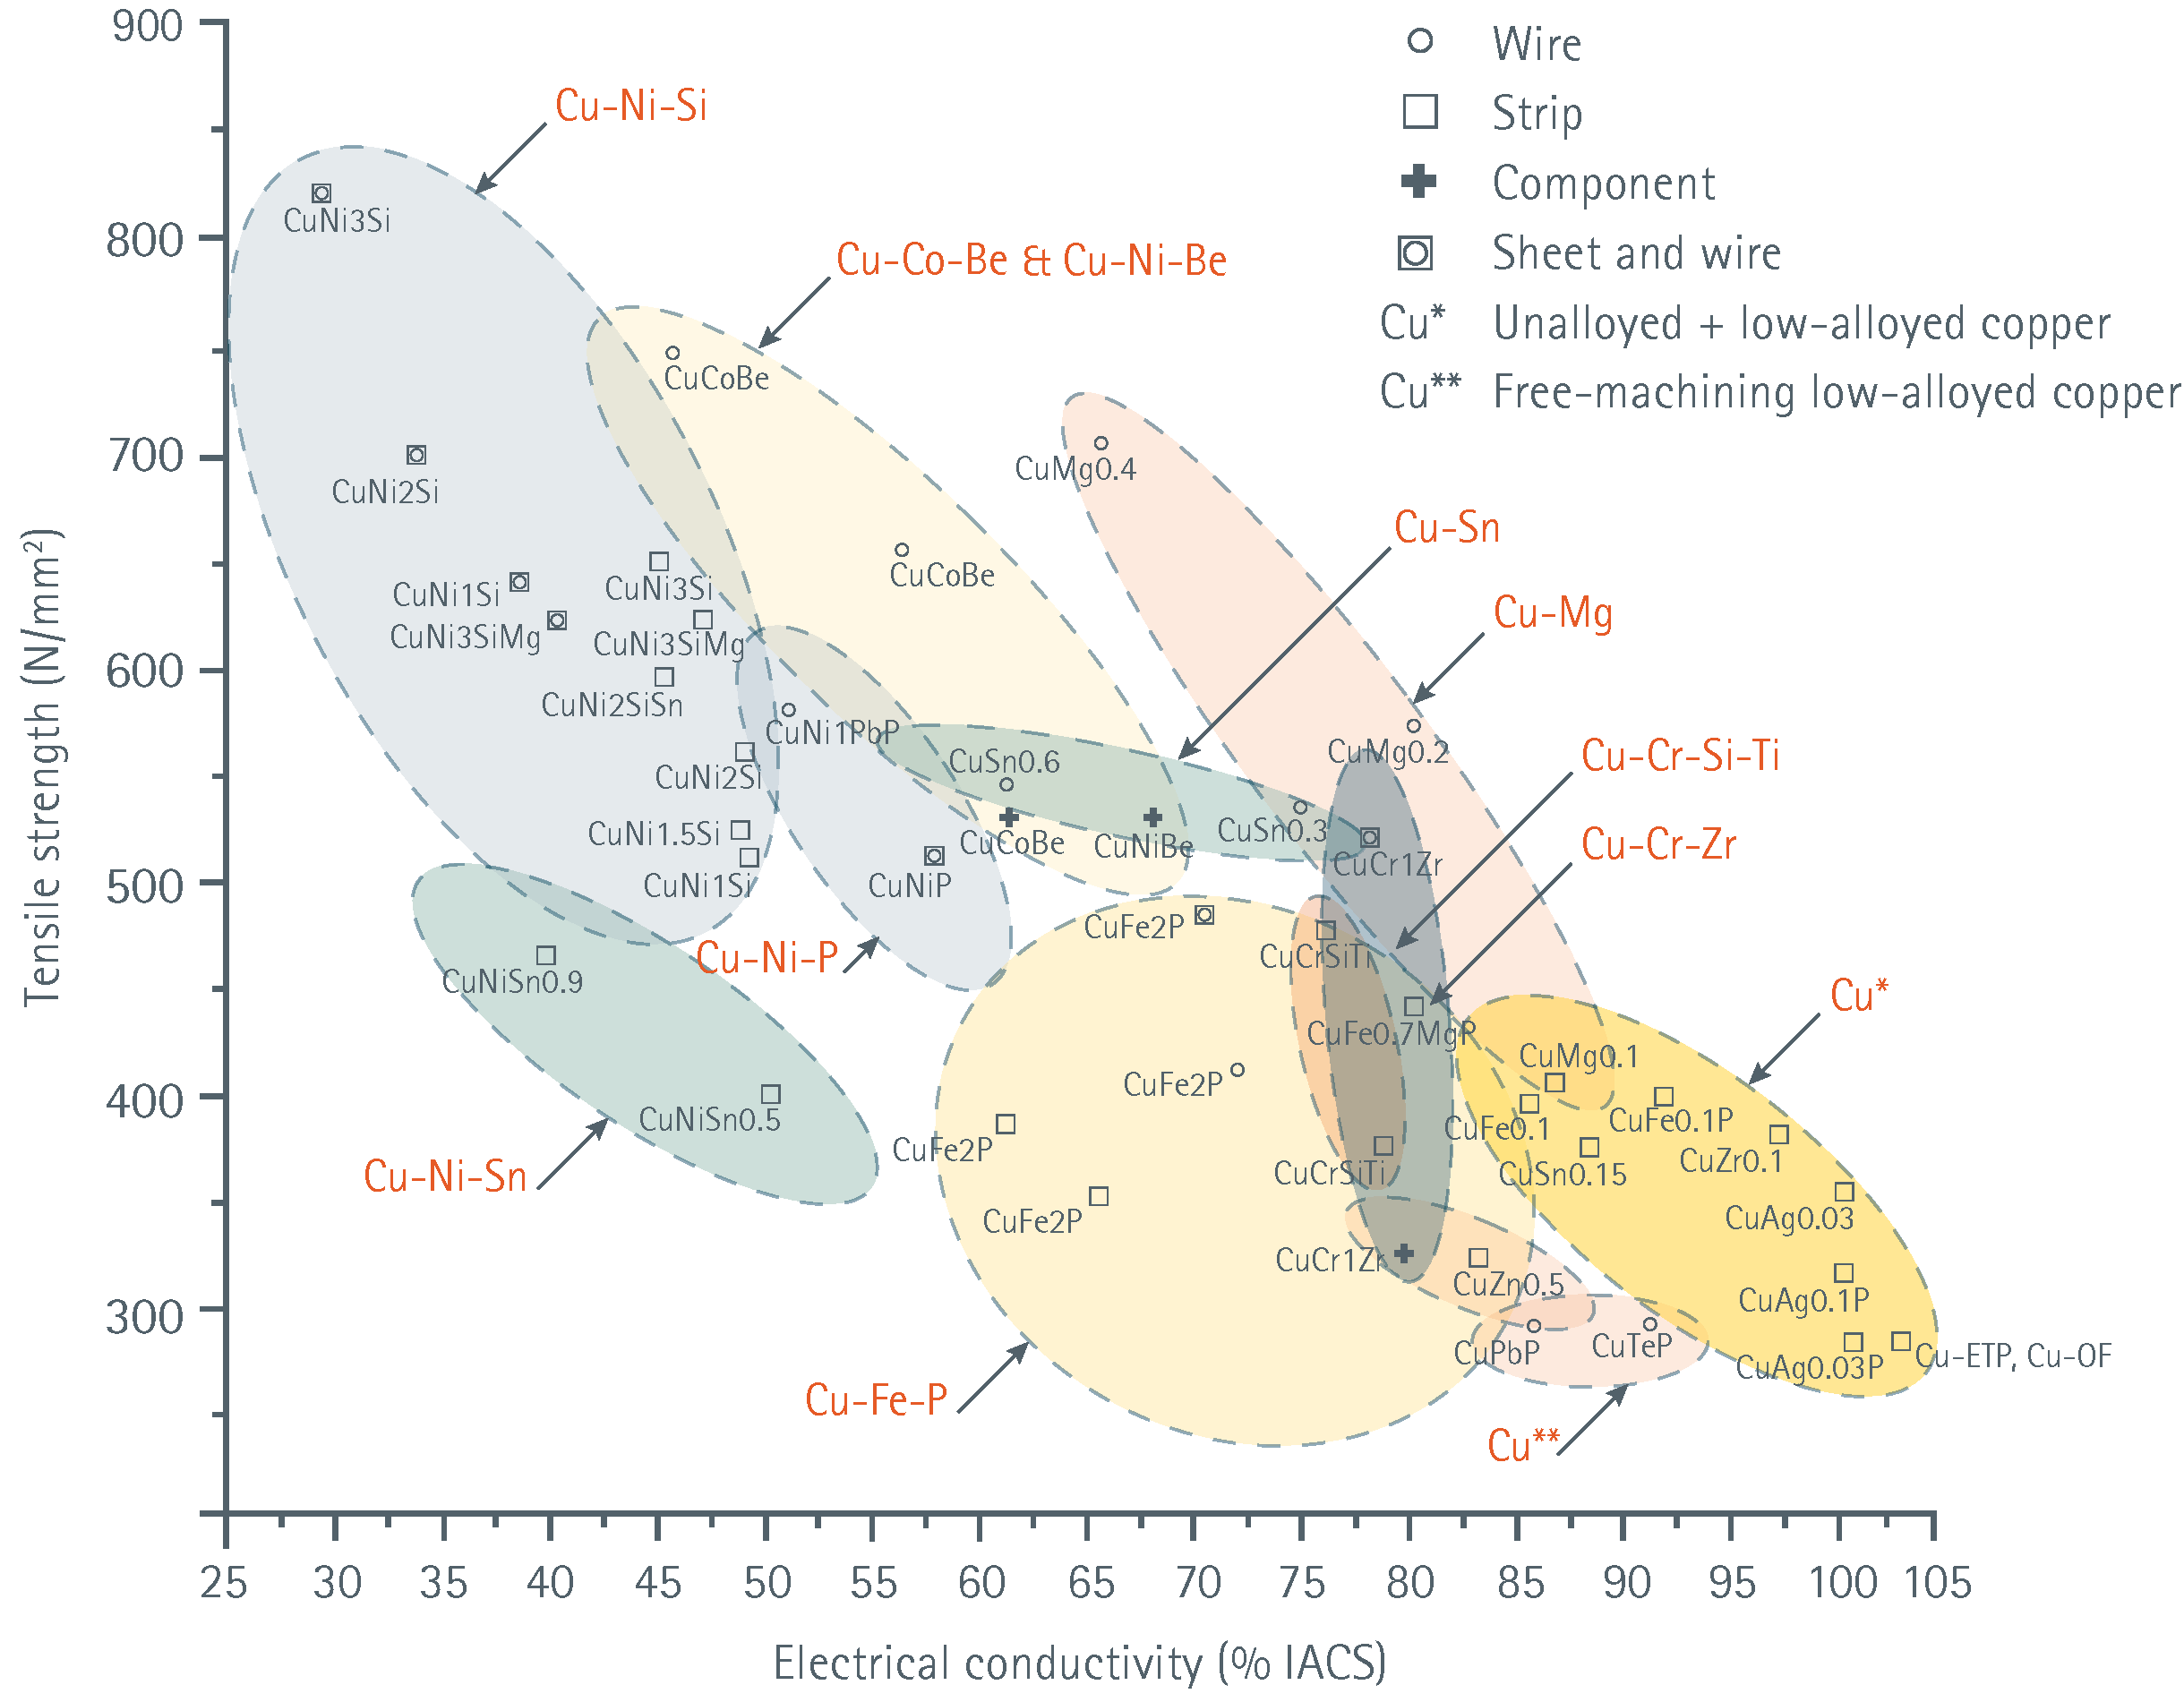 900
800
700
600
500
400
300
Tensile strength (N/mm²)
25 30 35 40 45 50 55 60 65 70 75 80 85 90 95 100 105
Electrical conductivity (% IACS)
Wire
Strip
Component
Sheet and wire
Cu* Unalloyed + low-alloyed copper
Cu** Free-machining low-alloyed copper
Cu-Ni-Si
CuNi3Si
Cu-Co-Be & Cu-Ni-Be
CuCoBe
CuMg0.4
CuNi2Si
Cu-Sn
CuCoBe
CuNi1Si
CuNi3Si
Cu-Mg
CuNi3SiMg
CuNi3SiMg
CuNi2SiSn
CuNi1PbP
CuMg0.2
CuSn0.6
Cu-Cr-Si-Ti
CuNi2Si
CuNi1.5Si
CuSn0.3
CuCoBe
CuNiBe
Cu-Cr-Zr
CuCr1Zr
CuNi1Si
CuNiP
CuFe2P
Cu-Ni-P
CuCrSiTi
CuNiSn0.9
Cu*
CuFe0.7MgP
CuMg0.1
CuFe2P
CuNiSn0.5
CuFe0.1
CuFe0.1P
CuFe2P
CuZr0.1
Cu-Ni-Sn
CuCrSiTi
CuSn0.15
CuFe2P
CuAg0.03
CuCr1Zr
CuZn0.5
CuAg0.1P
CuPbP
CuTeP
CuAg0.03P
Cu-ETP, Cu-OF
Cu-Fe-P
Cu**